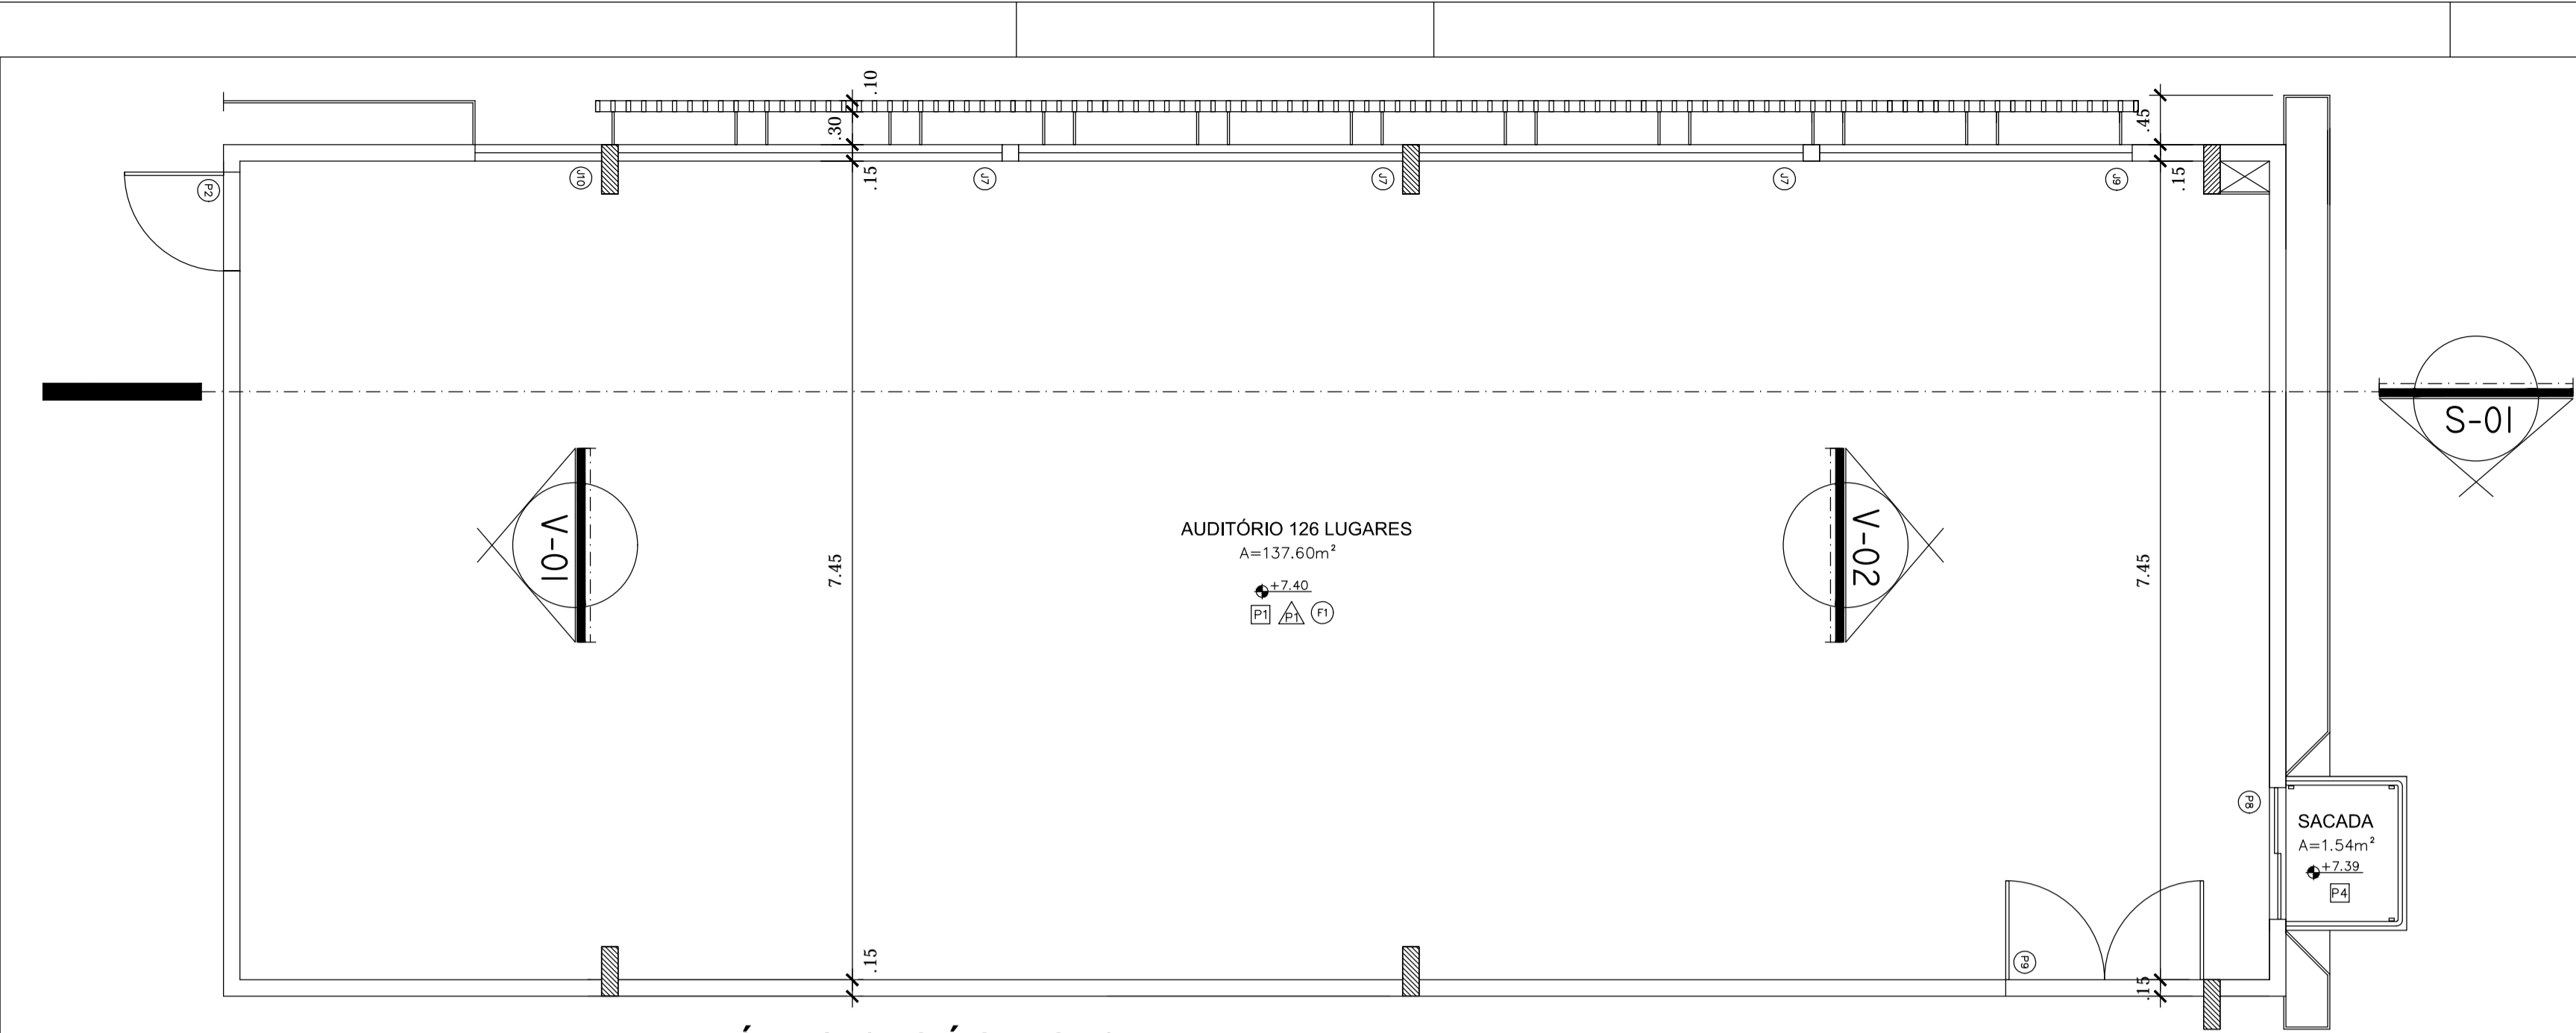 .10
.30
.45
.15
.15
P2
J10
J7
J7
J7
J9
S-01
V-01
V-02
7.45
7.45
AUDITÓRIO 126 LUGARES
A=137.60m²
+7.40
P1 P1 F1
P8
SACADA
A=1.54m²
+7.39
P4
.15
P9
.15